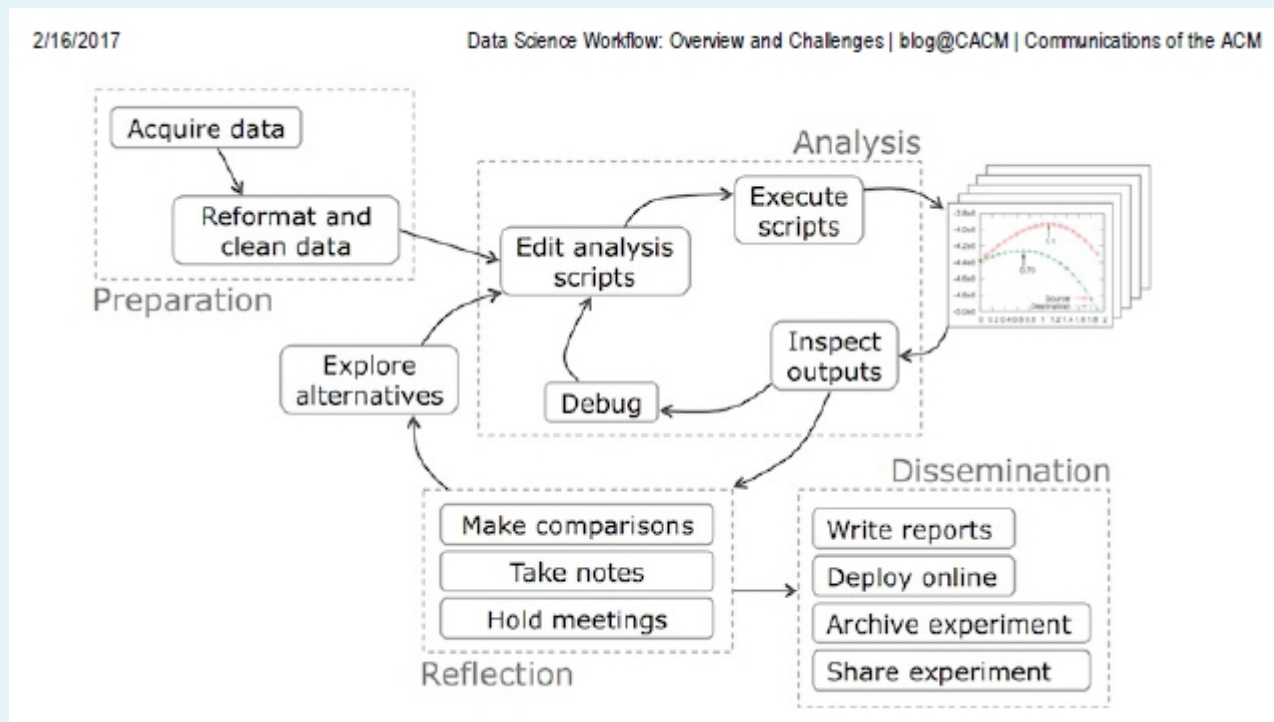 2/16/2017
Data Science Workflow: Overview and Challenges | blog@CACM | Communications of the ACM
Acquire data
Reformat and
clean data
Preparation
Analysis
Edit analysis
scripts
Execute
scripts
Inspect
outputs
Debug
Explore
alternatives
Make comparisons
Take notes
Hold meetings
Reflection
Dissemination
Write reports
Deploy online
Archive experiment
Share experiment